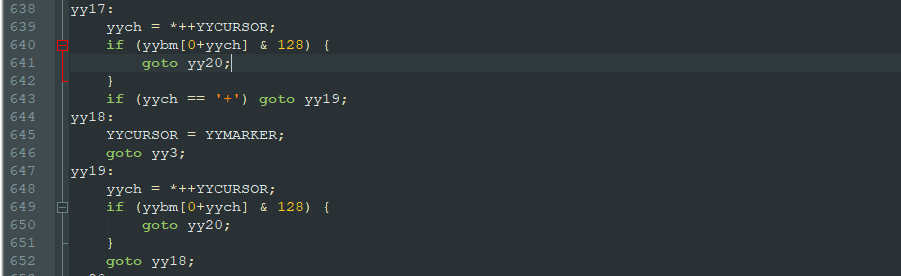 638 yy17:
639 yych = *++YYCURSOR;
640 if (yybm[0+yych] & 128) {
641 goto yy20;
642 }
643 if (yych == '+') goto yy19;
644 yy18:
645 YYCURSOR = YYMARKER;
646 goto yy3;
647 yy19:
648 yych = *++YYCURSOR;
649 if (yybm[0+yych] & 128) {
650 goto yy20;
651 }
652 goto yy18;